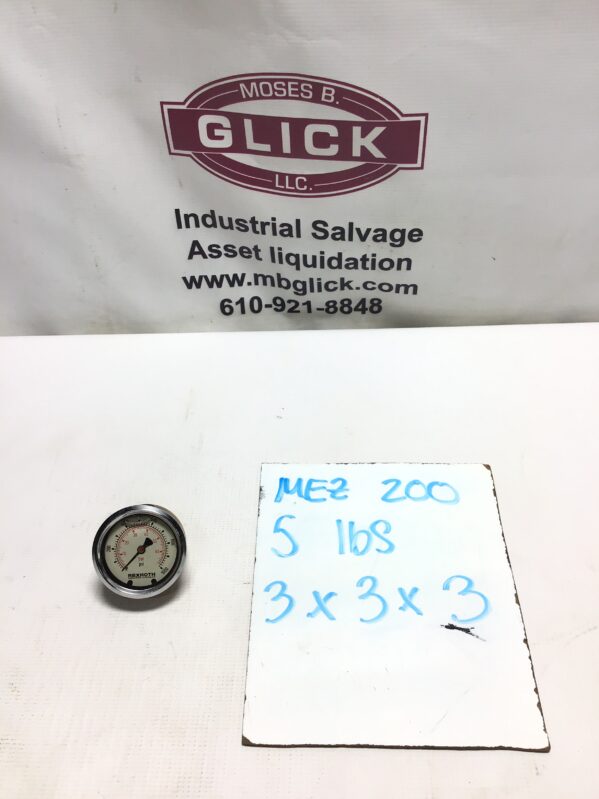 MOSES B.
GLICK
LLC.
Industrial Salvage
Asset liquidation
www.mbglick.com
610-921-8848
MEZ 200
5 lbs
3 x 3 x 3
psi
REXROTH